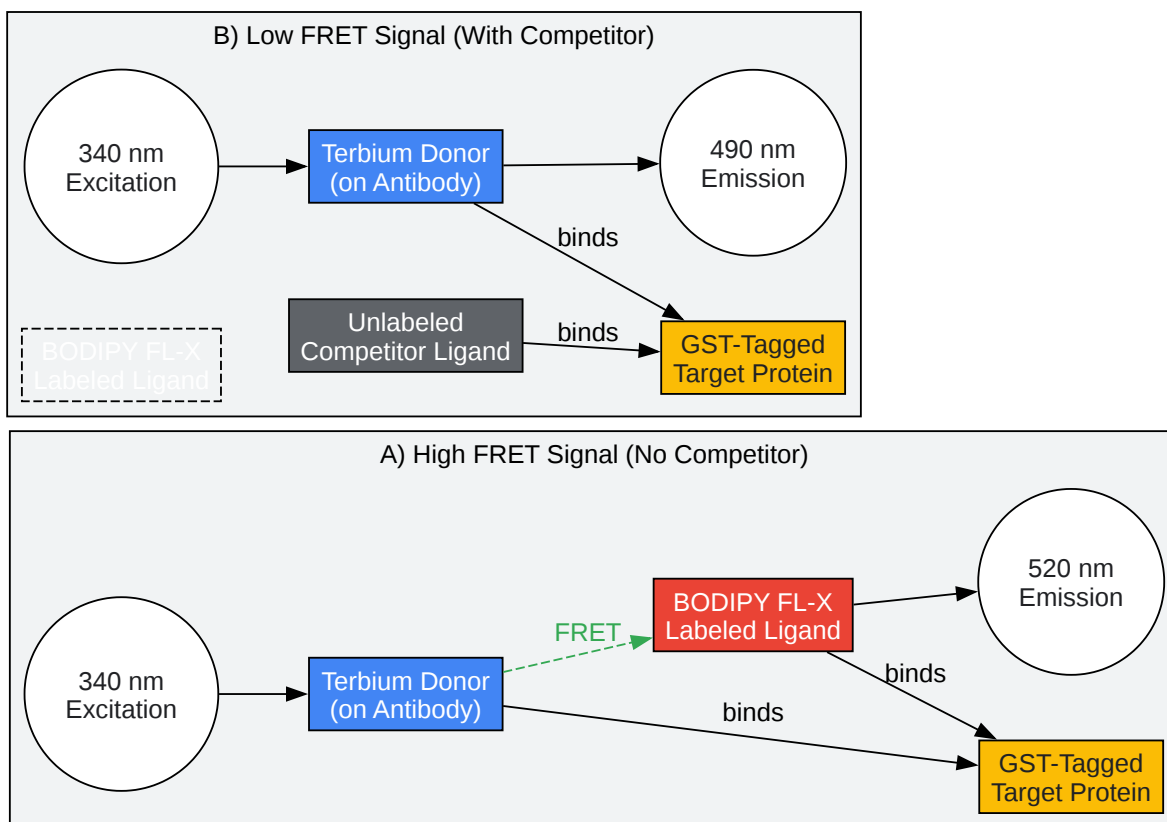 B) Low FRET Signal (With Competitor)
340 nm
Excitation
Terbium Donor
(on Antibody)
490 nm
Emission
binds
Unlabeled
Competitor Ligand
binds
GST-Tagged
Target Protein
BODIPY FL-X
Labeled Ligand
A) High FRET Signal (No Competitor)
340 nm
Excitation
Terbium Donor
(on Antibody)
FRET
BODIPY FL-X
Labeled Ligand
520 nm
Emission
binds
binds
GST-Tagged
Target Protein